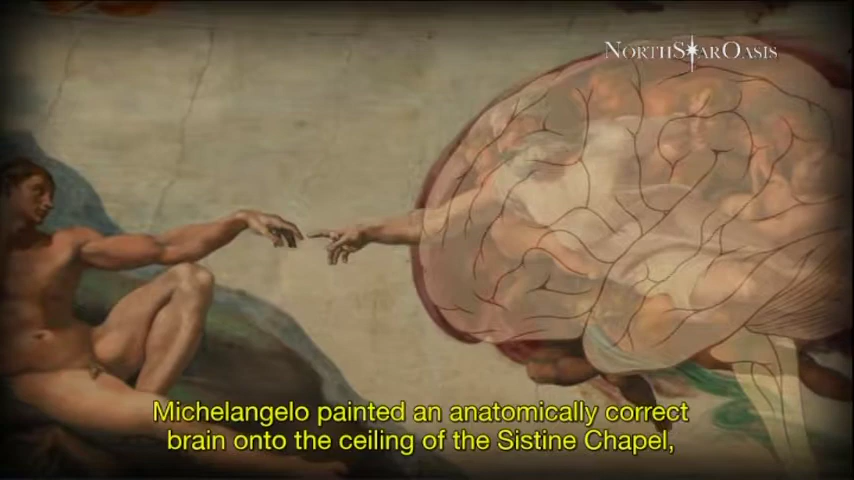 NORTHSTAROASIS
Michelangelo painted an anatomically correct
brain onto the ceiling of the Sistine Chapel,